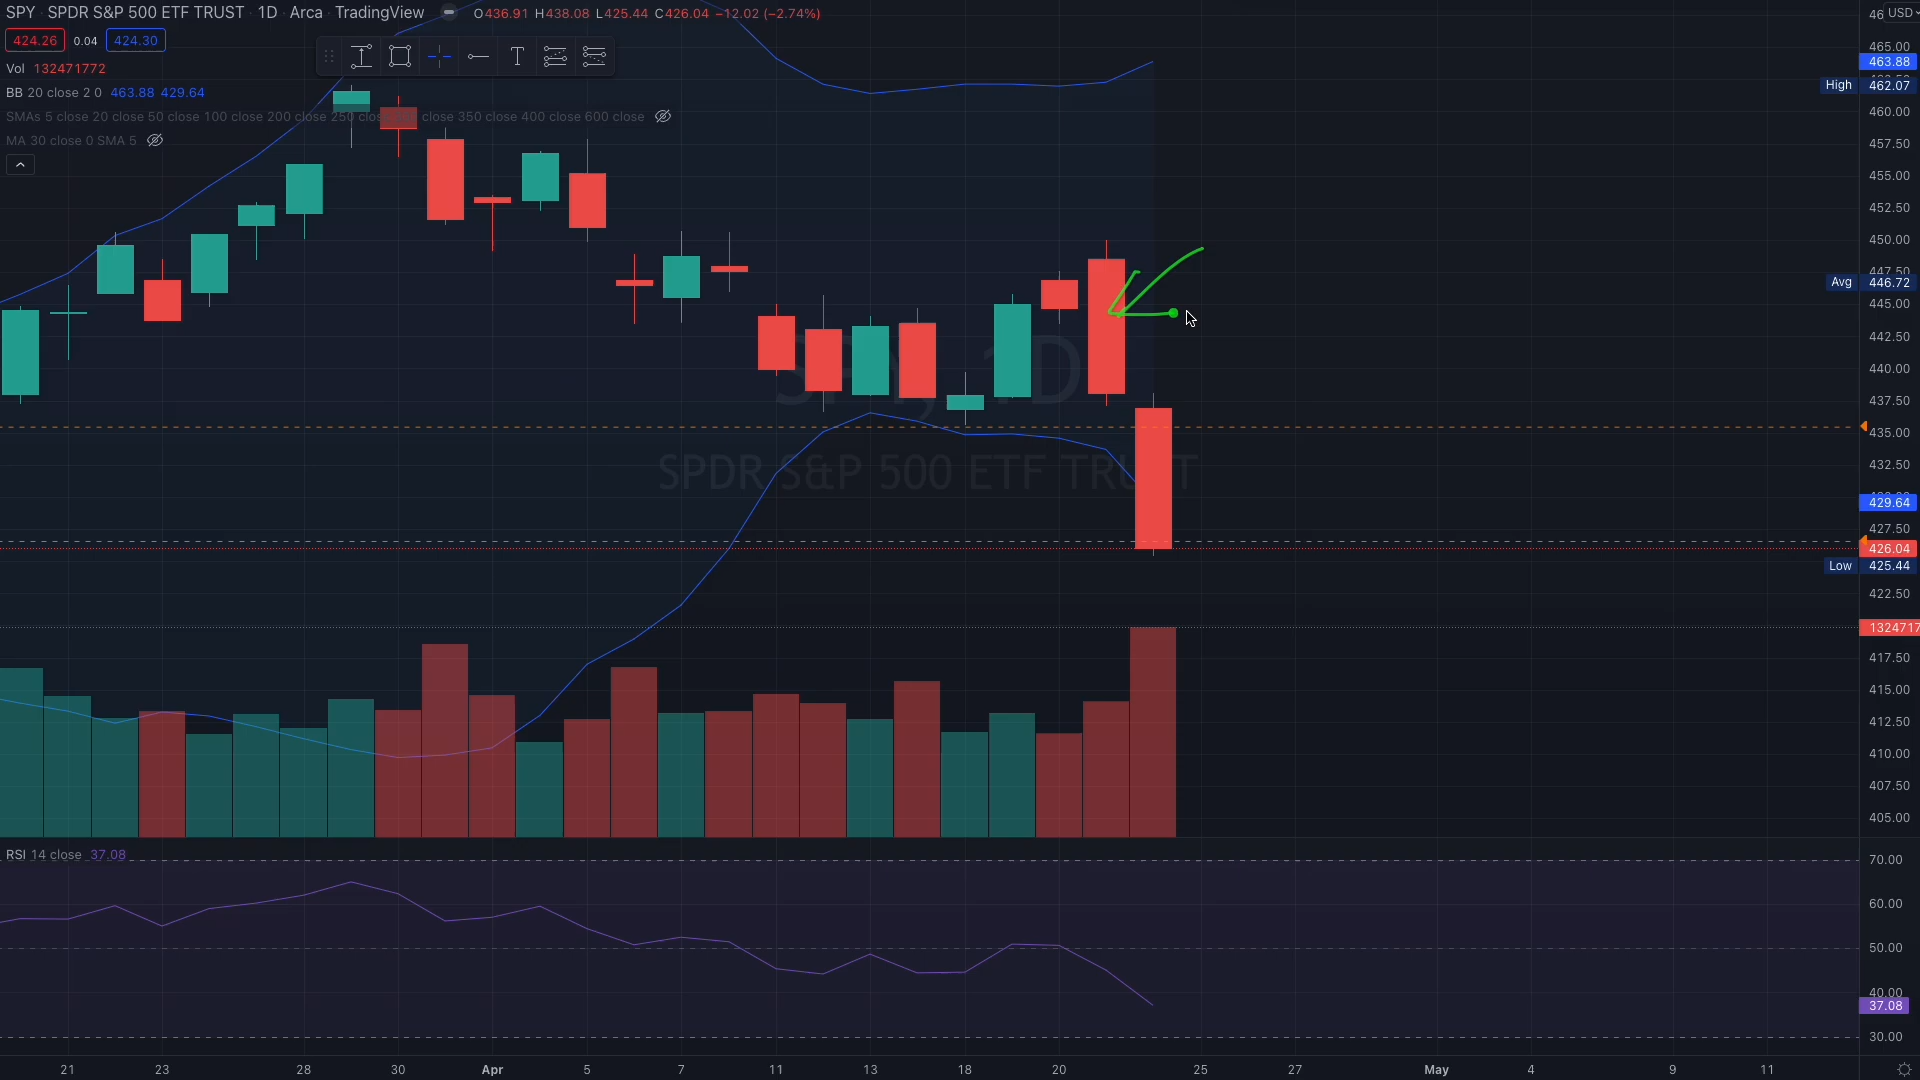 SPY · SPDR S&P 500 ETF TRUST · 1D · Arca · TradingView O436.91 H438.08 L425.44 C426.04 −12.02 (−2.74%)
424.26 0.04 424.30
Vol 132471772
BB 20 close 2 0 463.88 429.64
SMAs 5 close 20 close 50 close 100 close 200 close 250 close close 350 close 400 close 600 close
MA 30 close 0 SMA 5
T
USD
465.00
463.88
High 462.07
460.00
457.50
455.00
452.50
450.00
447.50
Avg 446.72
445.00
442.50
440.00
437.50
435.00
432.50
429.64
427.50
426.04
Low 425.44
422.50
1324717
417.50
415.00
412.50
410.00
407.50
405.00
SPY, 1D
SPDR S&P 500 ETF TRUST
RSI 14 close 37.08
70.00
60.00
50.00
40.00
37.08
30.00
21 23 28 30 Apr 5 7 11 13 18 20 25 27 May 4 9 11